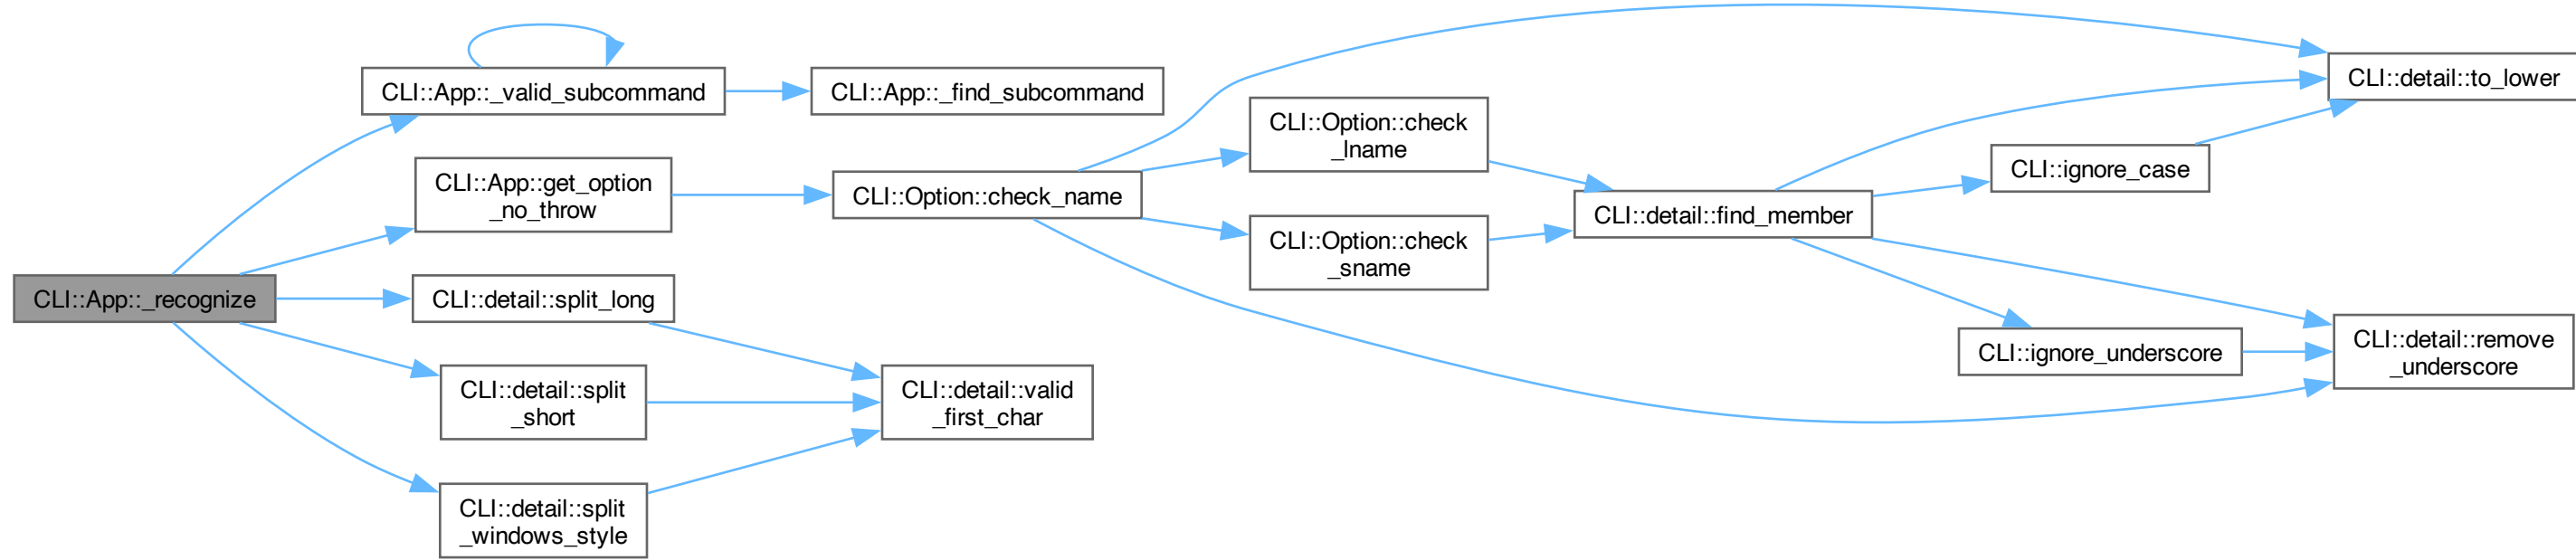 CLI::App::_recognize
CLI::App::_valid_subcommand
CLI::App::get_option
_no_throw
CLI::detail::split_long
CLI::detail::split
_short
CLI::detail::split
_windows_style
CLI::App::_find_subcommand
CLI::Option::check_name
CLI::detail::valid
_first_char
CLI::Option::check
_lname
CLI::Option::check
_sname
CLI::detail::find_member
CLI::ignore_case
CLI::ignore_underscore
CLI::detail::to_lower
CLI::detail::remove
_underscore